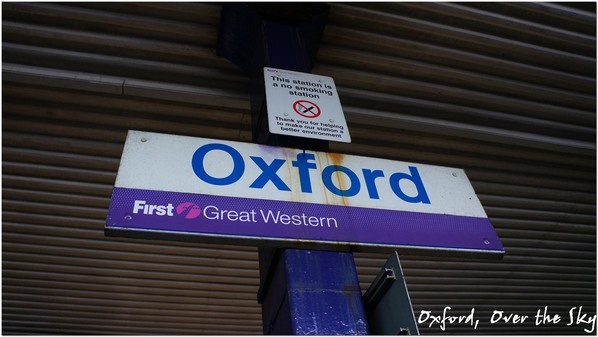 This station is
a no smoking
station
Thank you for helping
to make our station a
better environment
Oxford
First Great Western
Oxford, Over the Sky